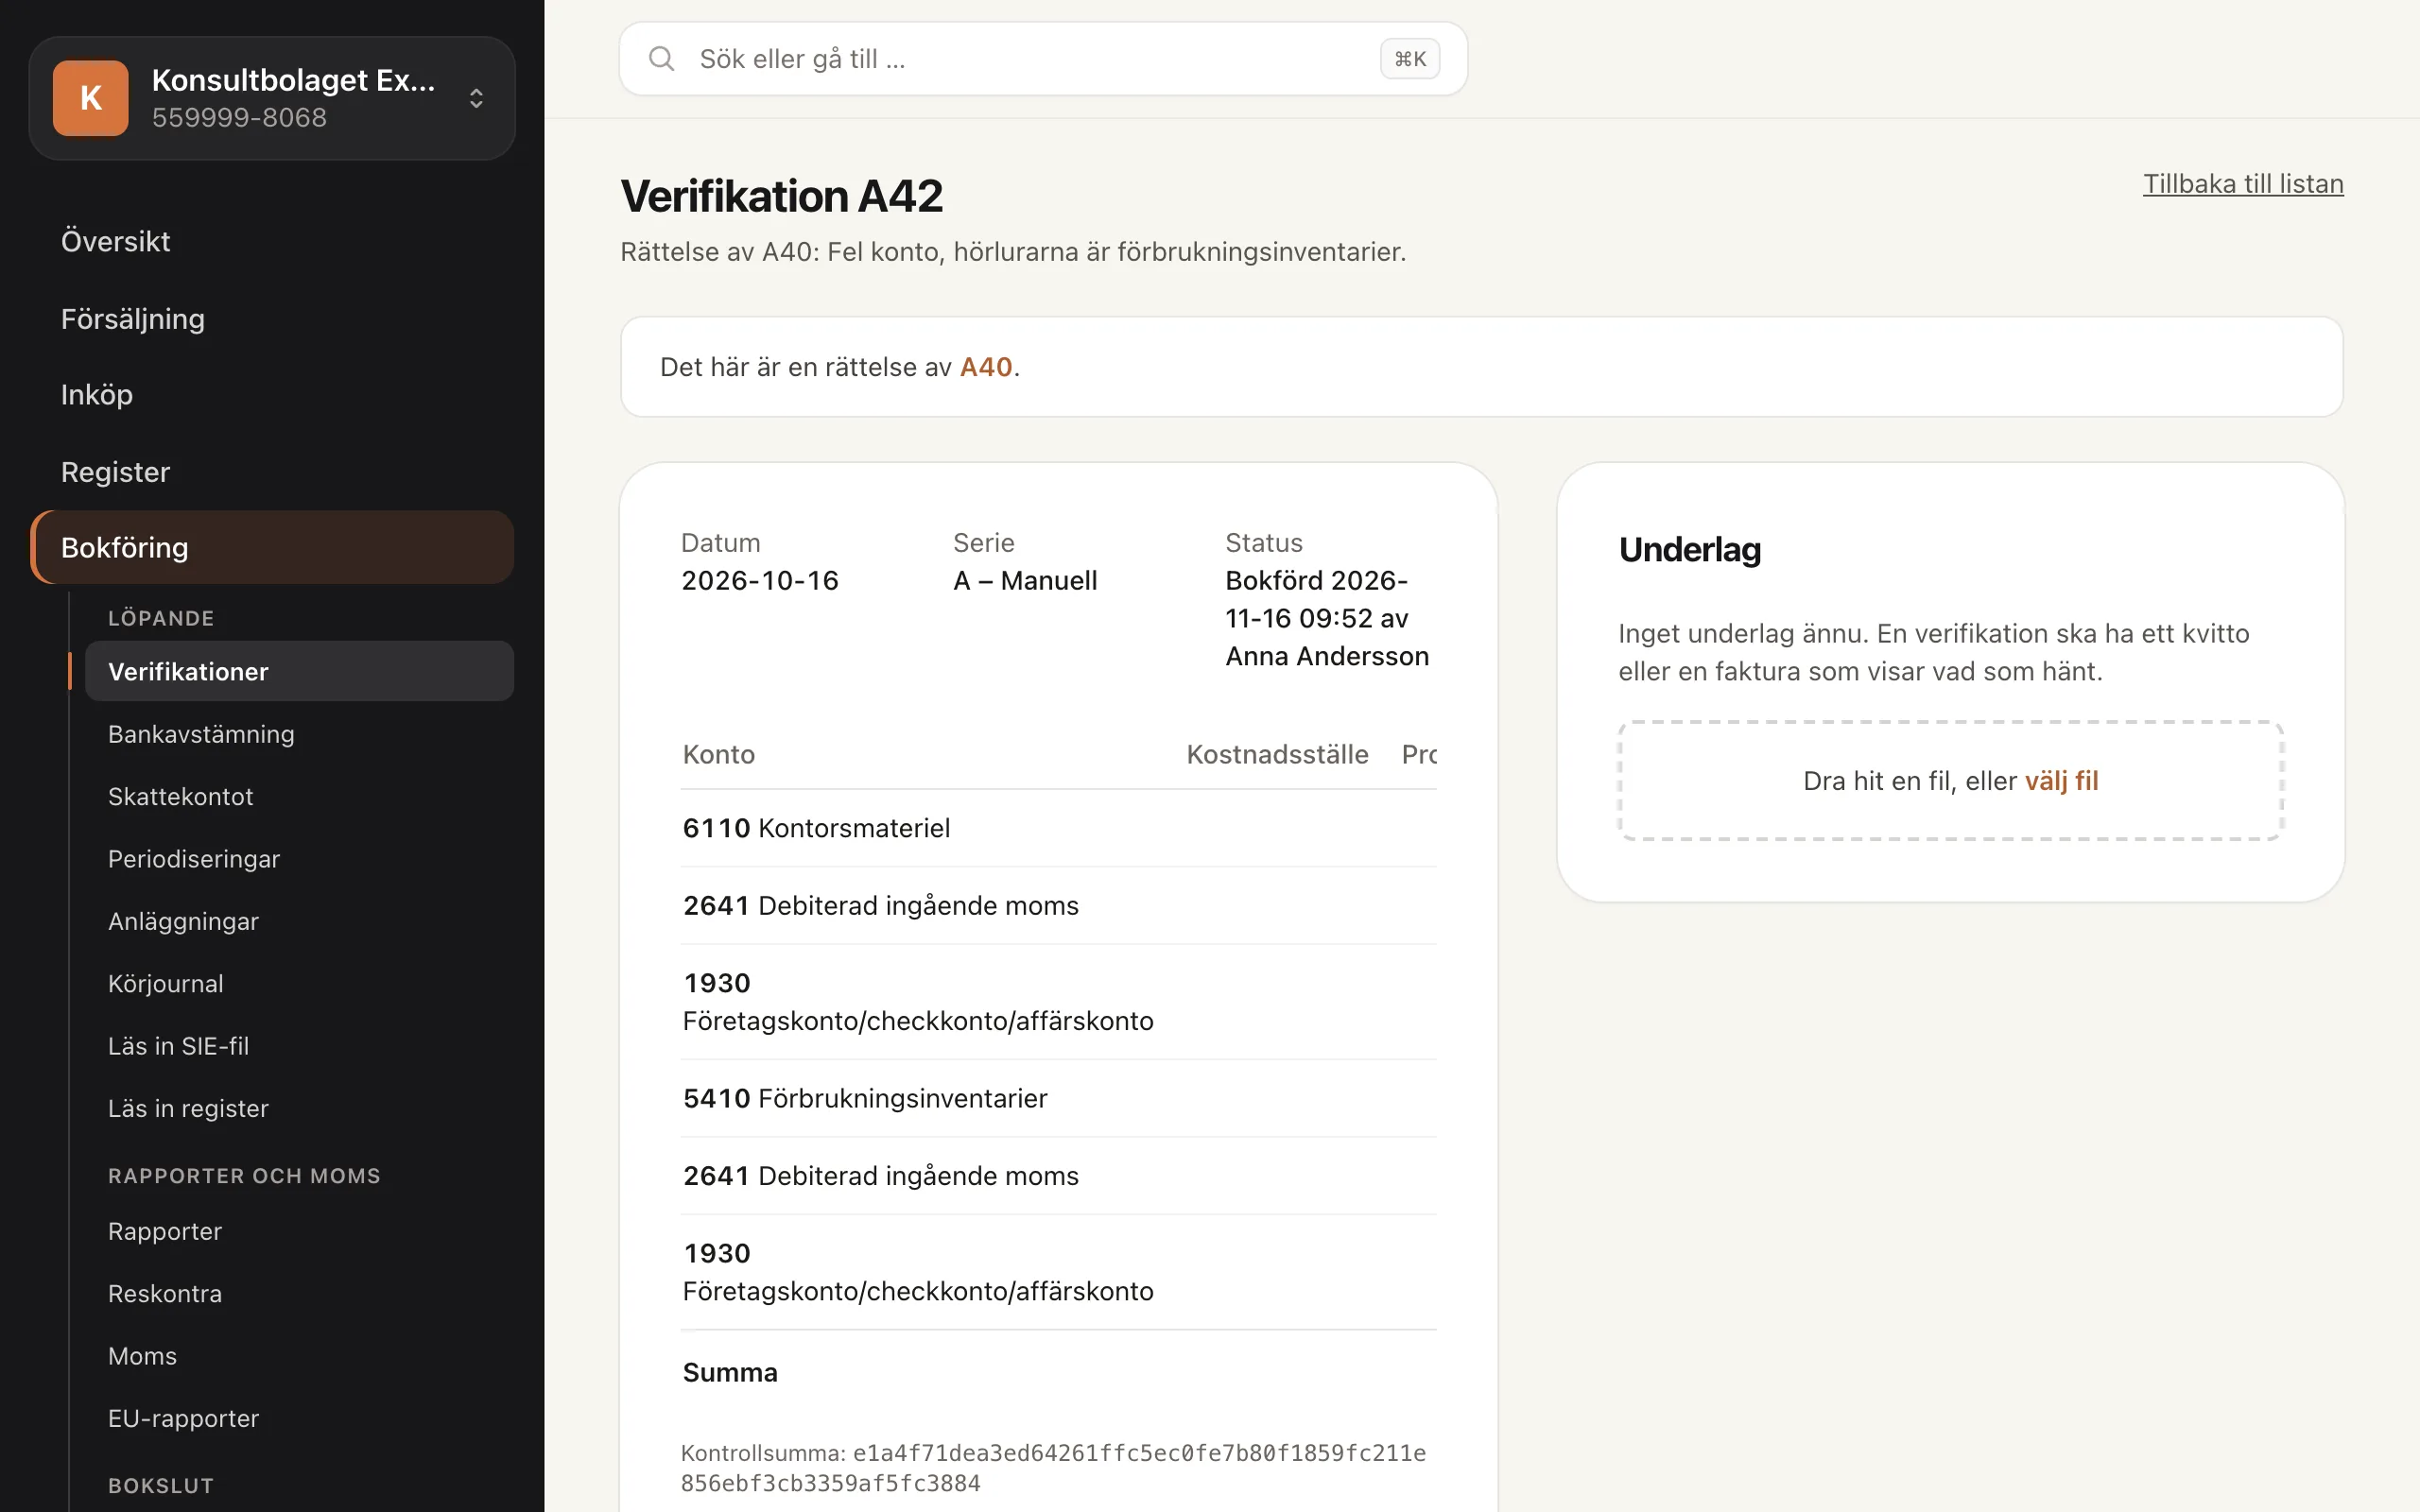 K
Konsultbolaget Ex...
559999-8068
Översikt
Försäljning
Inköp
Register
Bokföring
LÖPANDE
Verifikationer
Bankavstämning
Skattekontot
Periodiseringar
Anläggningar
Körjournal
Läs in SIE-fil
Läs in register
RAPPORTER OCH MOMS
Rapporter
Reskontra
Moms
EU-rapporter
BOKSLUT
Sök eller gå till ...
⌘K
Verifikation A42
Tillbaka till listan
Rättelse av A40: Fel konto, hörlurarna är förbrukningsinventarier.
Det här är en rättelse av A40.
Datum
2026-10-16
Serie
A – Manuell
Status
Bokförd 2026-
11-16 09:52 av
Anna Andersson
Konto Kostnadsställe Pro
6110 Kontorsmateriel
2641 Debiterad ingående moms
1930
Företagskonto/checkkonto/affärskonto
5410 Förbrukningsinventarier
2641 Debiterad ingående moms
1930
Företagskonto/checkkonto/affärskonto
Summa
Kontrollsumma: e1a4f71dea3ed64261ffc5ec0fe7b80f1859fc211e
856ebf3cb3359af5fc3884
Underlag
Inget underlag ännu. En verifikation ska ha ett kvitto
eller en faktura som visar vad som hänt.
Dra hit en fil, eller välj fil